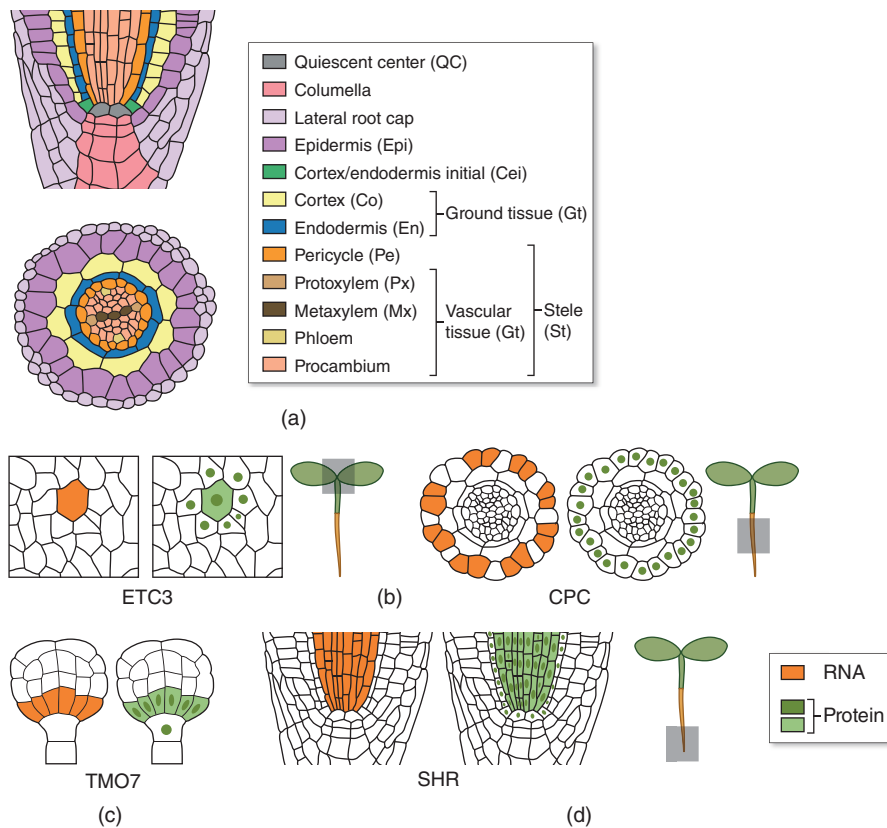 Quiescent center (QC)
Columella
Lateral root cap
Epidermis (Epi)
Cortex/endodermis initial (Cei)
Cortex (Co)
Endodermis (En)
Ground tissue (Gt)
Pericycle (Pe)
Protoxylem (Px)
Metaxylem (Mx)
Phloem
Procambium
Vascular
tissue (Gt)
Stele
(St)
(a)
ETC3
(b)
CPC
TMO7
(c)
SHR
(d)
RNA
Protein